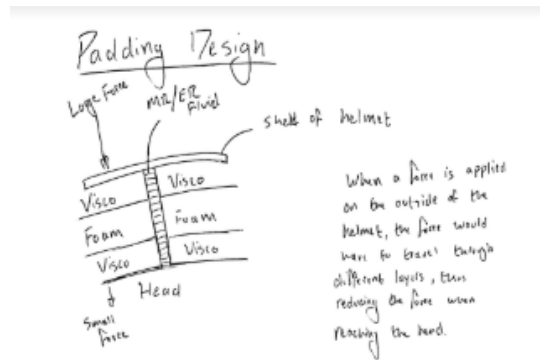 Padding Design
Large Force
MR/ER
Fluid
Shell of helmet
Visco
Visco
Foam
Foam
Visco
Visco
Head
Small
force
When a force is applied
on the outside of the
helmet, the force would
have to travel through
different layers, thus
reducing the force when
reaching the head.